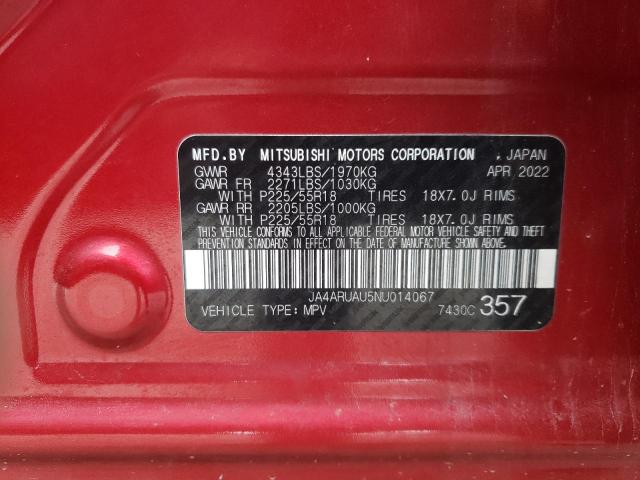 MFD.BY MITSUBISHI MOTORS CORPORATION , JAPAN
GVWR 4343LBS/1970KG APR 2022
GAWR FR 2271LBS/1030KG
WITH P225/55R18 TIRES 18X7.0J RIMS
GAWR RR 2205LBS/1000KG
WITH P225/55R18 TIRES 18X7.0J RIMS
THIS VEHICLE CONFORMS TO ALL APPLICABLE FEDERAL MOTOR VEHICLE SAFETY AND THEFT
PREVENTION STANDARDS IN EFFECT ON THE DATE OF MANUFACTURE SHOWN ABOVE.
JA4ARUAU5NU014067
VEHICLE TYPE: MPV 7430C 357